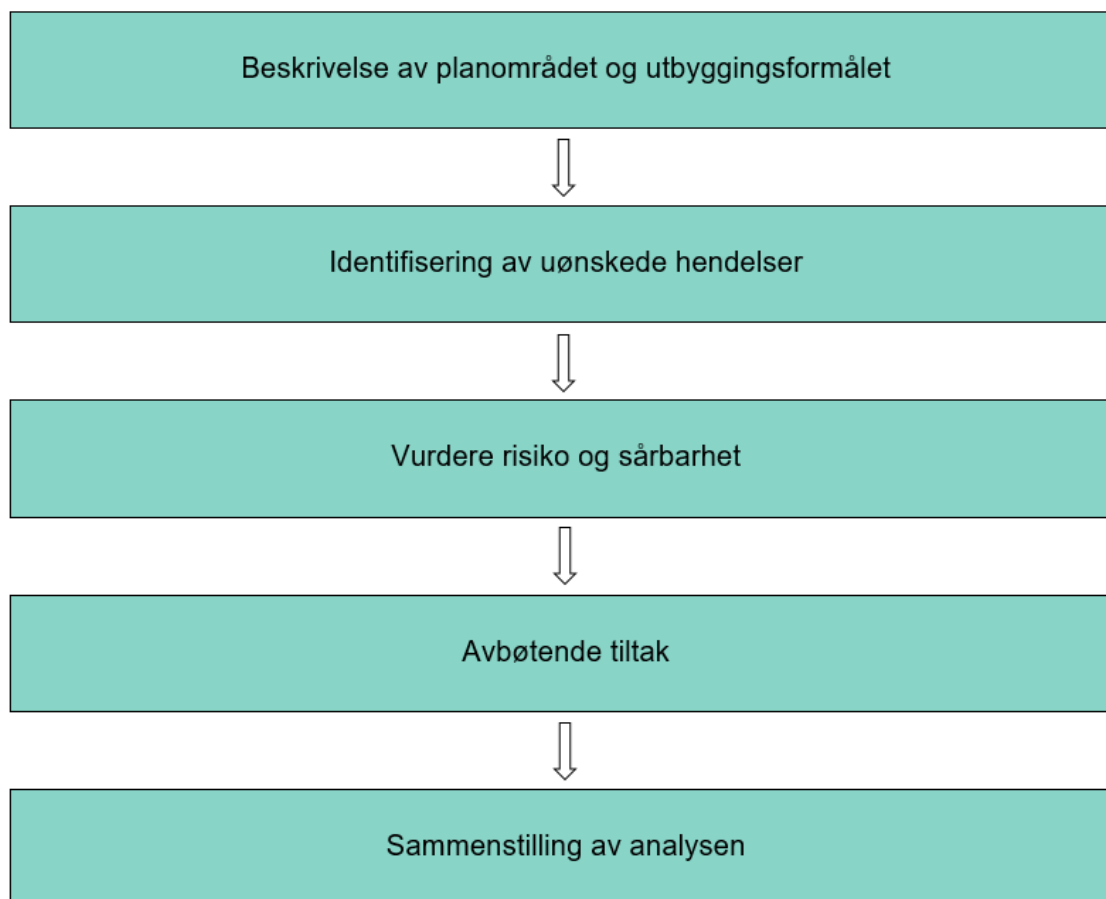 Beskrivelse av planområdet og utbyggingsformålet
Identifisering av uønskede hendelser
Vurdere risiko og sårbarhet
Avbøtende tiltak
Sammenstilling av analysen